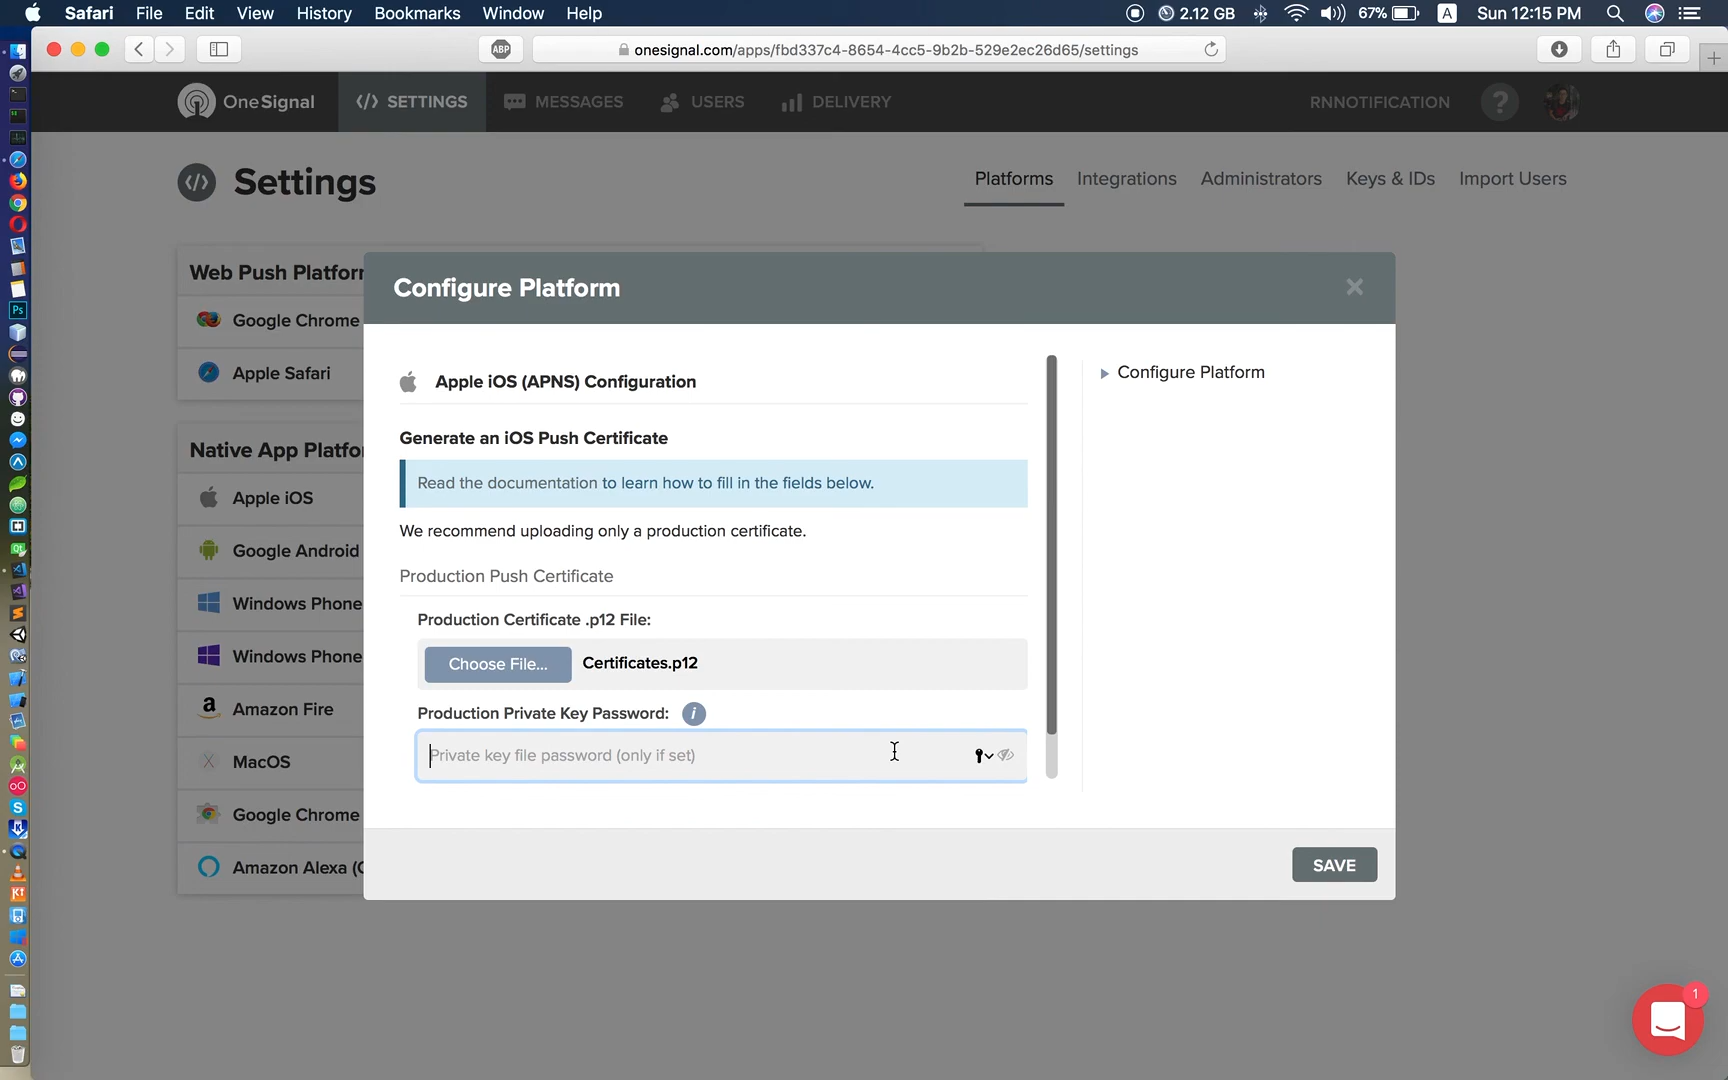 Safari File Edit View History Bookmarks Window Help 2.12 GB 67% A Sun 12:15 PM
ABP onesignal.com/apps/fbd337c4-8654-4cc5-9b2b-529e2ec26d65/settings
OneSignal </> SETTINGS MESSAGES USERS DELIVERY RNNOTIFICATION ?
</> Settings Platforms Integrations Administrators Keys & IDs Import Users
Web Push Platform
Google Chrome
Apple Safari
Native App Platfo
Apple iOS
Google Android
Windows Phone
Windows Phone
Amazon Fire
MacOS
Google Chrome
Amazon Alexa (
Configure Platform ×
Apple iOS (APNS) Configuration
Generate an iOS Push Certificate
Read the documentation to learn how to fill in the fields below.
We recommend uploading only a production certificate.
Production Push Certificate
Production Certificate .p12 File:
Choose File... Certificates.p12
Production Private Key Password: i
Private key file password (only if set)
Configure Platform
SAVE
1
Ps